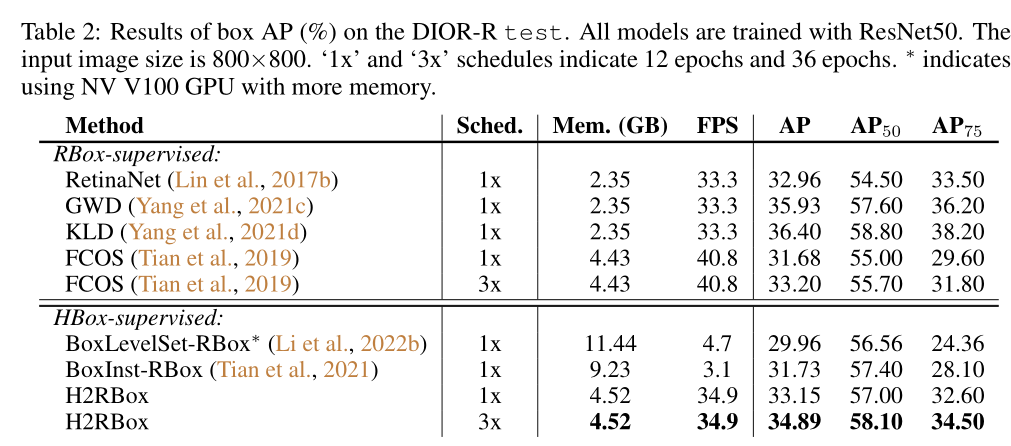 Table 2: Results of box AP (%) on the DIOR-R test. All models are trained with ResNet50. The
input image size is 800×800. ‘1x’ and ‘3x’ schedules indicate 12 epochs and 36 epochs. * indicates
using NV V100 GPU with more memory.
Method Sched. Mem. (GB) FPS AP AP50 AP75
RBox-supervised:
RetinaNet (Lin et al., 2017b) 1x 2.35 33.3 32.96 54.50 33.50
GWD (Yang et al., 2021c) 1x 2.35 33.3 35.93 57.60 36.20
KLD (Yang et al., 2021d) 1x 2.35 33.3 36.40 58.80 38.20
FCOS (Tian et al., 2019) 1x 4.43 40.8 31.68 55.00 29.60
FCOS (Tian et al., 2019) 3x 4.43 40.8 33.20 55.70 31.80
HBox-supervised:
BoxLevelSet-RBox* (Li et al., 2022b) 1x 11.44 4.7 29.96 56.56 24.36
BoxInst-RBox (Tian et al., 2021) 1x 9.23 3.1 31.73 57.40 28.10
H2RBox 1x 4.52 34.9 33.15 57.00 32.60
H2RBox 3x 4.52 34.9 34.89 58.10 34.50